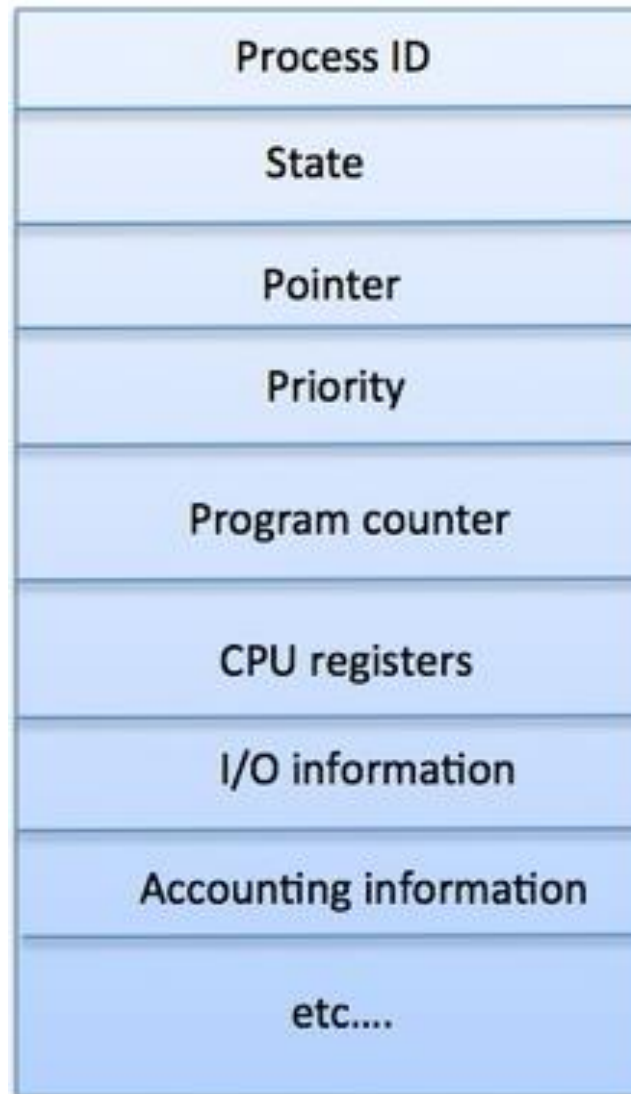 Process ID
State
Pointer
Priority
Program counter
CPU registers
I/O information
Accounting information
etc....